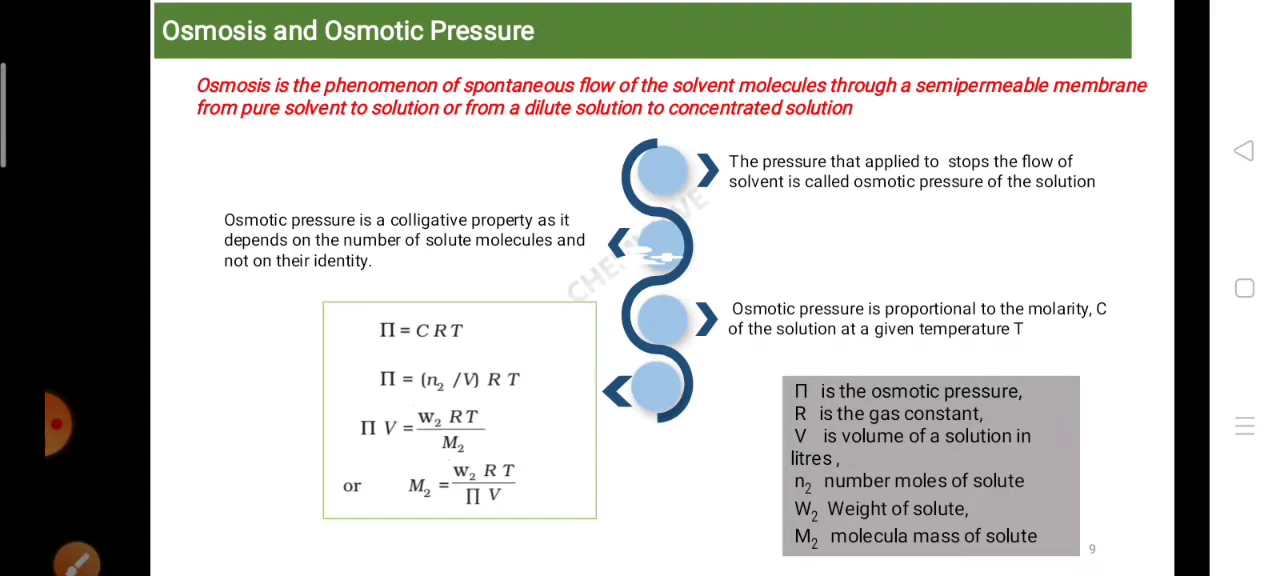 Osmosis and Osmotic Pressure
Osmosis is the phenomenon of spontaneous flow of the solvent molecules through a semipermeable membrane
from pure solvent to solution or from a dilute solution to concentrated solution
The pressure that applied to stops the flow of
solvent is called osmotic pressure of the solution
Osmotic pressure is a colligative property as it
depends on the number of solute molecules and
not on their identity.
Osmotic pressure is proportional to the molarity, C
of the solution at a given temperature T
Π = C R T
Π = (n₂ /V) R T
Π V = w₂ R T / M₂
or M₂ = w₂ R T / Π V
Π is the osmotic pressure,
R is the gas constant,
V is volume of a solution in
litres ,
n₂ number moles of solute
W₂ Weight of solute,
M₂ molecula mass of solute
9